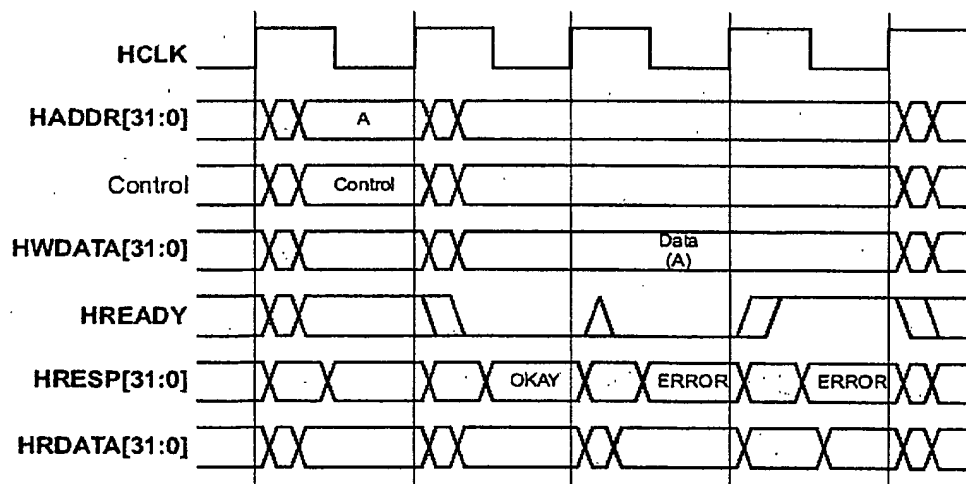 HCLK
HADDR[31:0]
A
Control
Control
HWDATA[31:0]
Data
(A)
HREADY
HRESP[31:0]
OKAY
ERROR
ERROR
HRDATA[31:0]